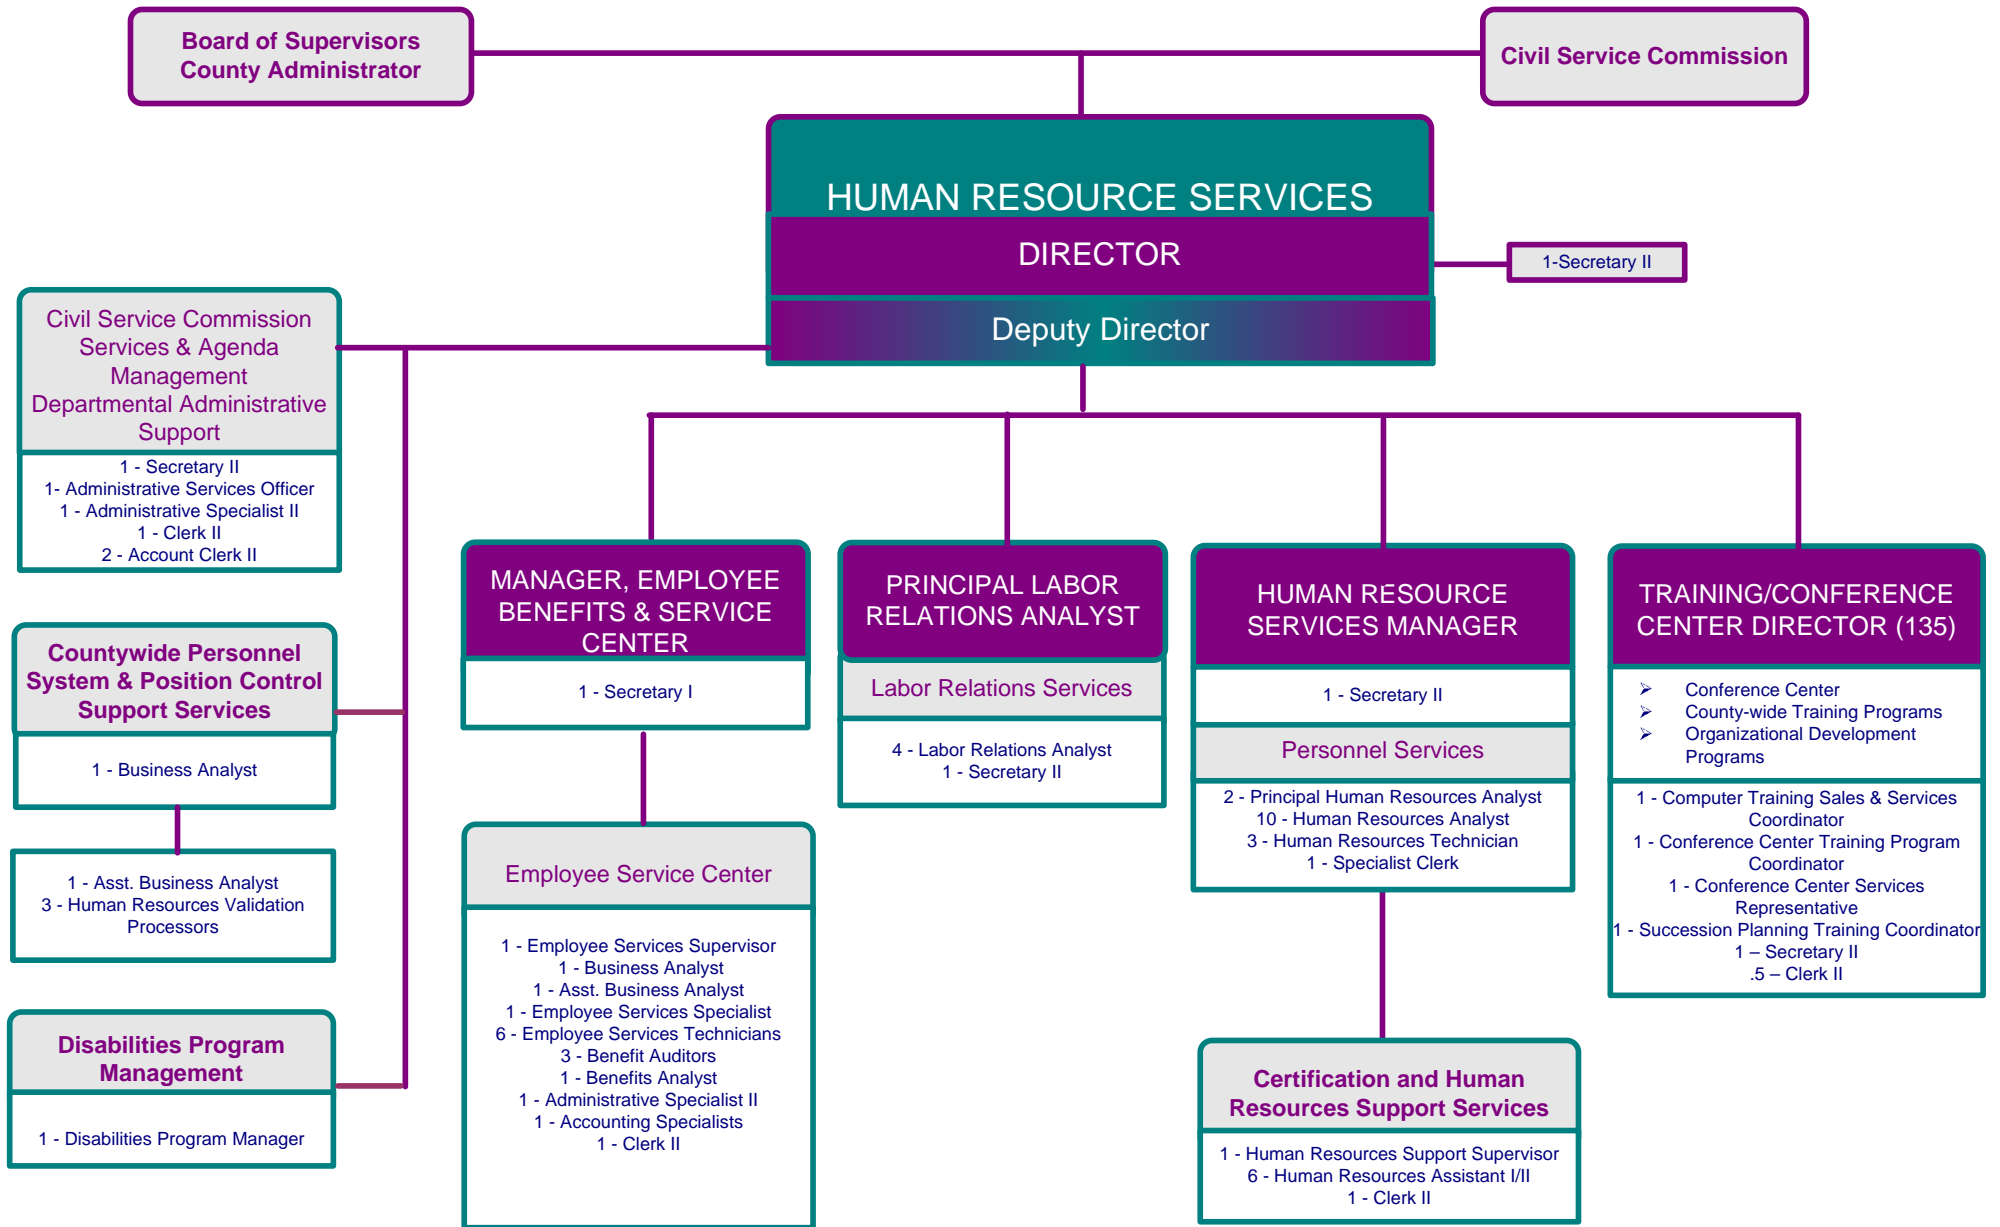 Board of Supervisors
County Administrator
Civil Service Commission
HUMAN RESOURCE SERVICES
DIRECTOR
Deputy Director
1-Secretary II
Civil Service Commission
Services & Agenda
Management
Departmental Administrative
Support
1 - Secretary II
1- Administrative Services Officer
1 - Administrative Specialist II
1 - Clerk II
2 - Account Clerk II
Countywide Personnel
System & Position Control
Support Services
1 - Business Analyst
1 - Asst. Business Analyst
3 - Human Resources Validation
Processors
Disabilities Program
Management
1 - Disabilities Program Manager
MANAGER, EMPLOYEE
BENEFITS & SERVICE
CENTER
1 - Secretary I
Employee Service Center
1 - Employee Services Supervisor
1 - Business Analyst
1 - Asst. Business Analyst
1 - Employee Services Specialist
6 - Employee Services Technicians
3 - Benefit Auditors
1 - Benefits Analyst
1 - Administrative Specialist II
1 - Accounting Specialists
1 - Clerk II
PRINCIPAL LABOR
RELATIONS ANALYST
Labor Relations Services
4 - Labor Relations Analyst
1 - Secretary II
HUMAN RESOURCE
SERVICES MANAGER
1 - Secretary II
Personnel Services
2 - Principal Human Resources Analyst
10 - Human Resources Analyst
3 - Human Resources Technician
1 - Specialist Clerk
Certification and Human
Resources Support Services
1 - Human Resources Support Supervisor
6 - Human Resources Assistant I/II
1 - Clerk II
TRAINING/CONFERENCE
CENTER DIRECTOR (135)
➢ Conference Center
➢ County-wide Training Programs
➢ Organizational Development
Programs
1 - Computer Training Sales & Services
Coordinator
1 - Conference Center Training Program
Coordinator
1 - Conference Center Services
Representative
1 - Succession Planning Training Coordinator
1 – Secretary II
.5 – Clerk II